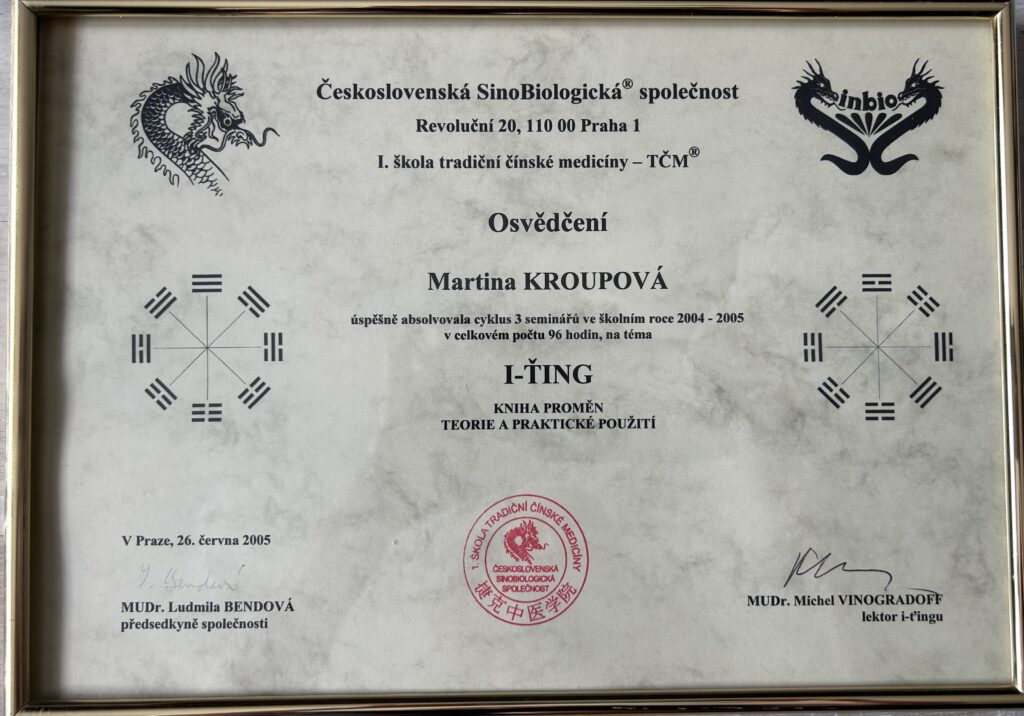 Československá SinoBiologická® společnost
Revoluční 20, 110 00 Praha 1
I. škola tradiční čínské medicíny – TČM®
inbio
Osvědčení
Martina KROUPOVÁ
úspěšně absolvovala cyklus 3 seminářů ve školním roce 2004 - 2005
v celkovém počtu 96 hodin, na téma
I-ŤING
KNIHA PROMĚN
TEORIE A PRAKTICKÉ POUŽITÍ
1. ŠKOLA TRADIČNÍ ČÍNSKÉ MEDICÍNY
ČESKOSLOVENSKÁ
SINOBIOLOGICKÁ
SPOLEČNOST
捷克中医学院
V Praze, 26. června 2005
MUDr. Ludmila BENDOVÁ
předsedkyně společnosti
MUDr. Michel VINOGRADOFF
lektor i-ťingu